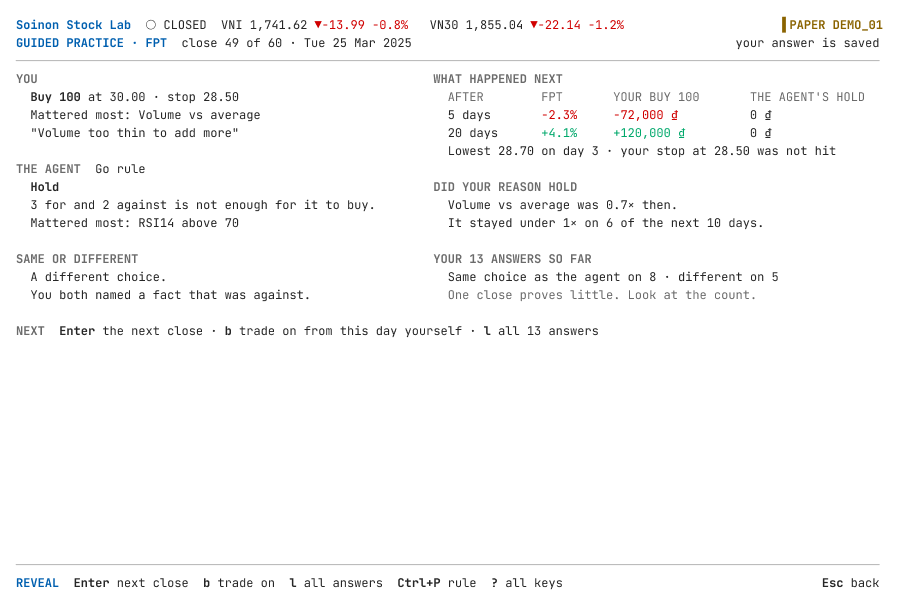 Soinon Stock Lab ○ CLOSED VNI 1,741.62 ▼-13.99 -0.8% VN30 1,855.04 ▼-22.14 -1.2% PAPER DEMO_01
GUIDED PRACTICE · FPT close 49 of 60 · Tue 25 Mar 2025 your answer is saved
YOU
Buy 100 at 30.00 · stop 28.50
Mattered most: Volume vs average
"Volume too thin to add more"
THE AGENT Go rule
Hold
3 for and 2 against is not enough for it to buy.
Mattered most: RSI14 above 70
SAME OR DIFFERENT
A different choice.
You both named a fact that was against.
WHAT HAPPENED NEXT
AFTER FPT YOUR BUY 100 THE AGENT'S HOLD
5 days -2.3% -72,000 ₫ 0 ₫
20 days +4.1% +120,000 ₫ 0 ₫
Lowest 28.70 on day 3 · your stop at 28.50 was not hit
DID YOUR REASON HOLD
Volume vs average was 0.7× then.
It stayed under 1× on 6 of the next 10 days.
YOUR 13 ANSWERS SO FAR
Same choice as the agent on 8 · different on 5
One close proves little. Look at the count.
NEXT Enter the next close · b trade on from this day yourself · l all 13 answers
REVEAL Enter next close b trade on l all answers Ctrl+P rule ? all keys Esc back